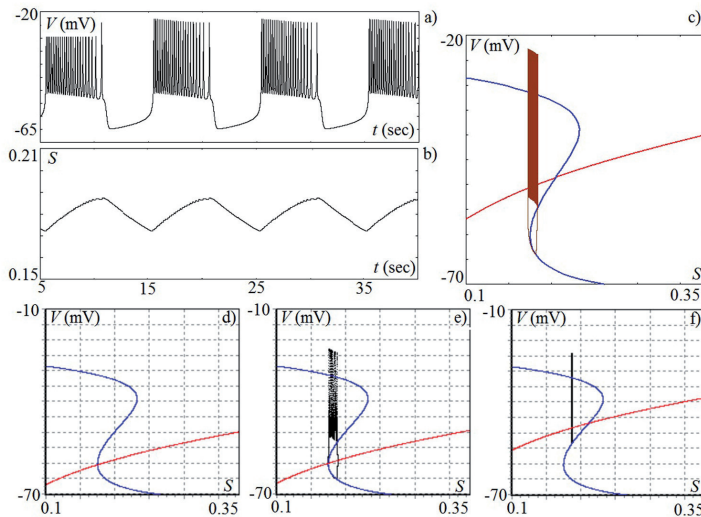 -20 V (mV) a)
-65 t (sec)
0.21 S b)
0.15 t (sec)
5 15 25 35
-20 V (mV) c)
-70 S
0.1 0.35
-10 V (mV) d)
-70 S
0.1 0.35
-10 V (mV) e)
-70 S
0.1 0.35
-10 V (mV) f)
-70 S
0.1 0.35